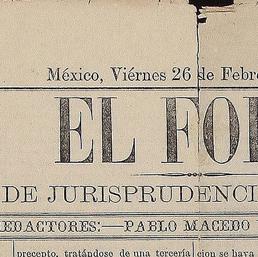 México, Viérnes 26 de Febre
EL FO
DE JURISPRUDENCI
EDACTORES:—PABLO MACEDO
precepto, tratándose de una tercería
cion se haya